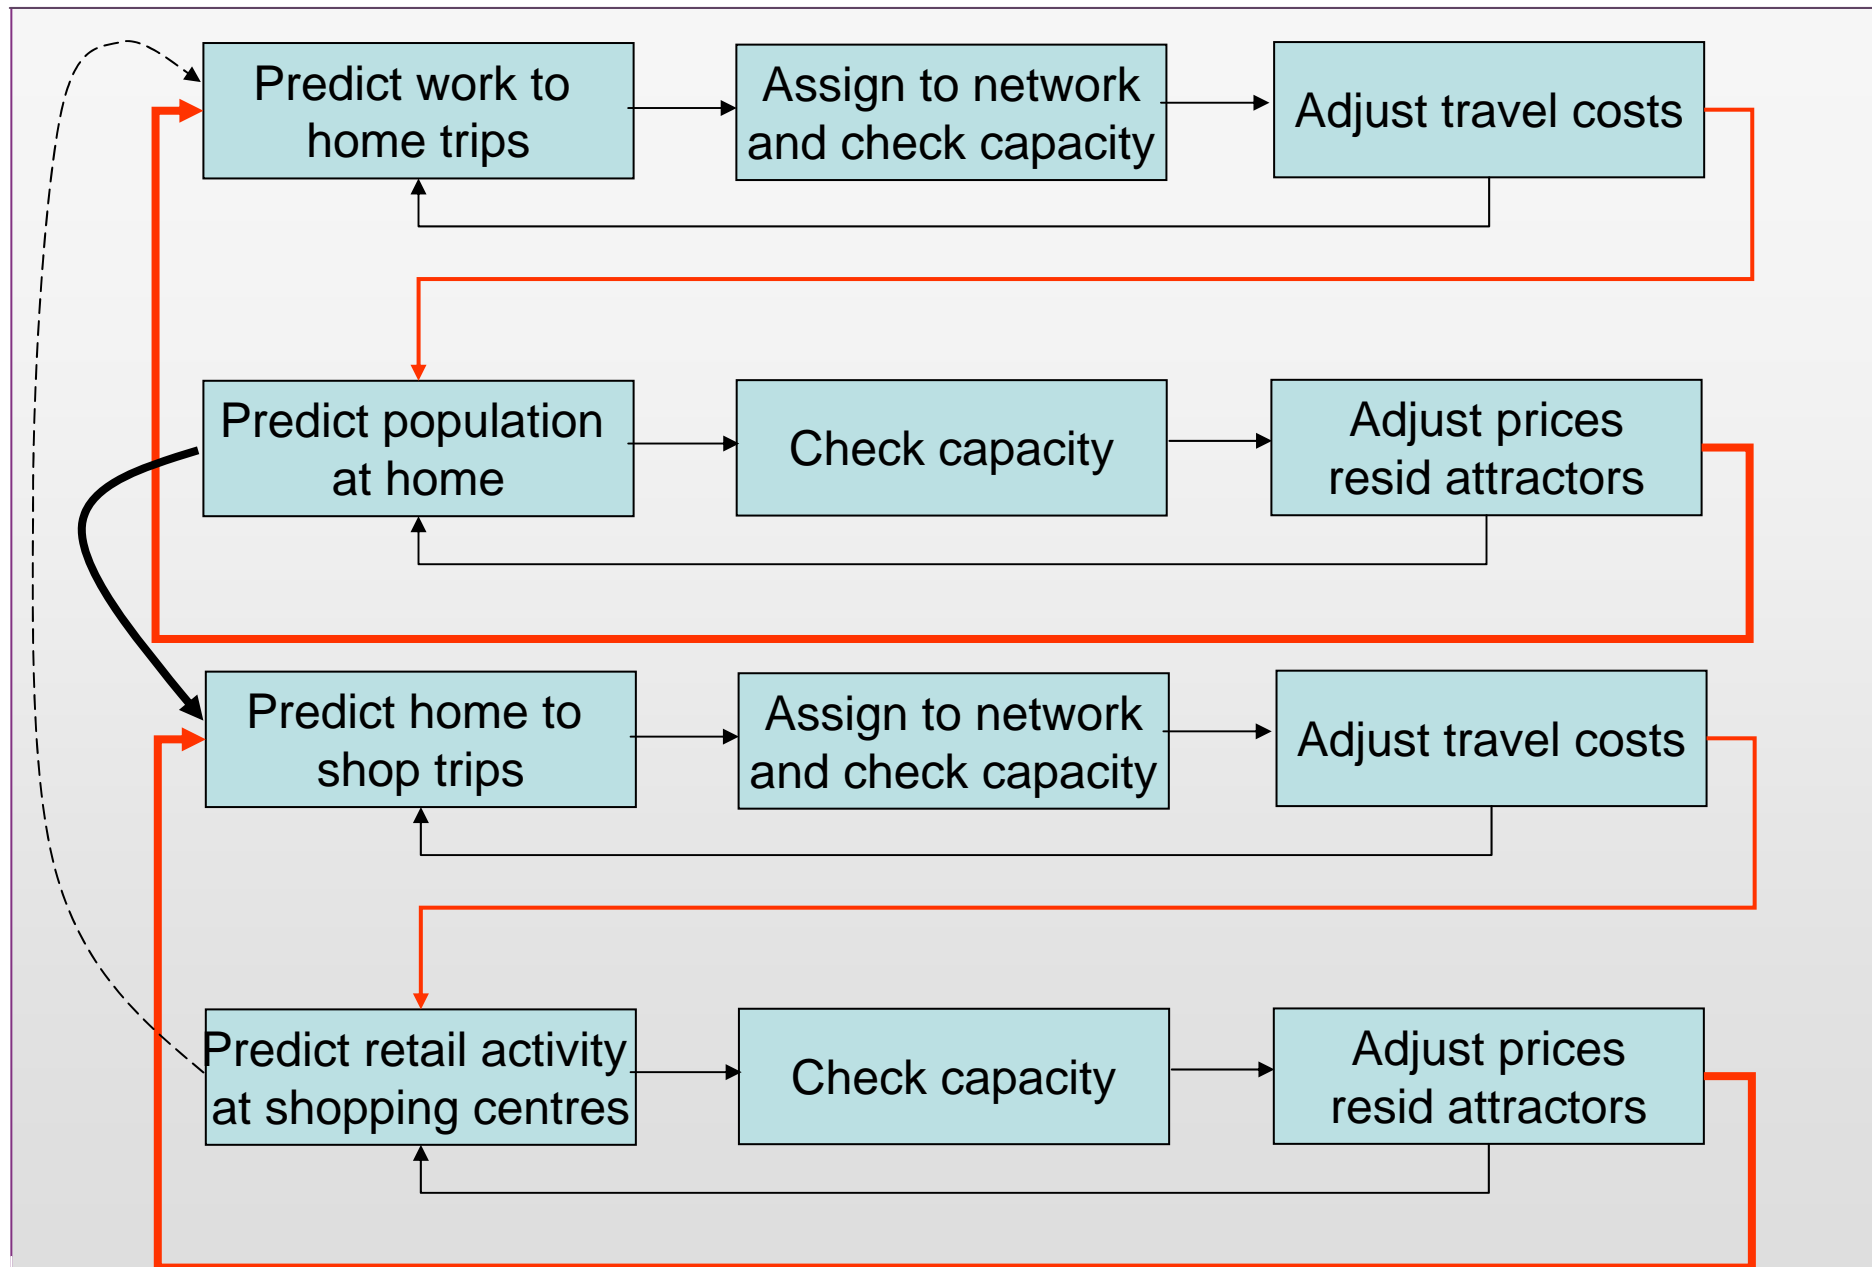 Predict work to
home trips
Assign to network
and check capacity
Adjust travel costs
Predict population
at home
Check capacity
Adjust prices
resid attractors
Predict home to
shop trips
Assign to network
and check capacity
Adjust travel costs
Predict retail activity
at shopping centres
Check capacity
Adjust prices
resid attractors